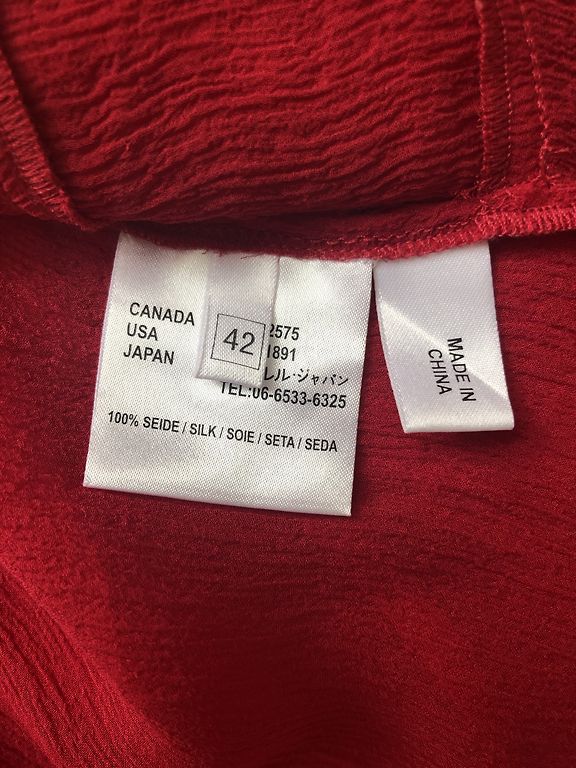 CANADA 2575
USA 1891
JAPAN レル・ジャパン
TEL:06-6533-6325
100% SEIDE / SILK / SOIE / SETA / SEDA
42
MADE IN
CHINA